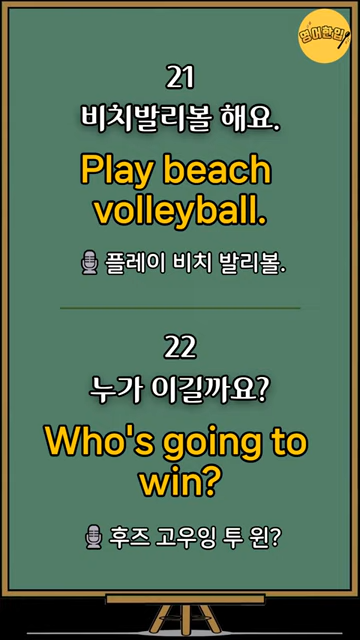 영어한입
21
비치발리볼 해요.
Play beach
volleyball.
플레이 비치 발리볼.
22
누가 이길까요?
Who's going to
win?
후즈 고우잉 투 윈?